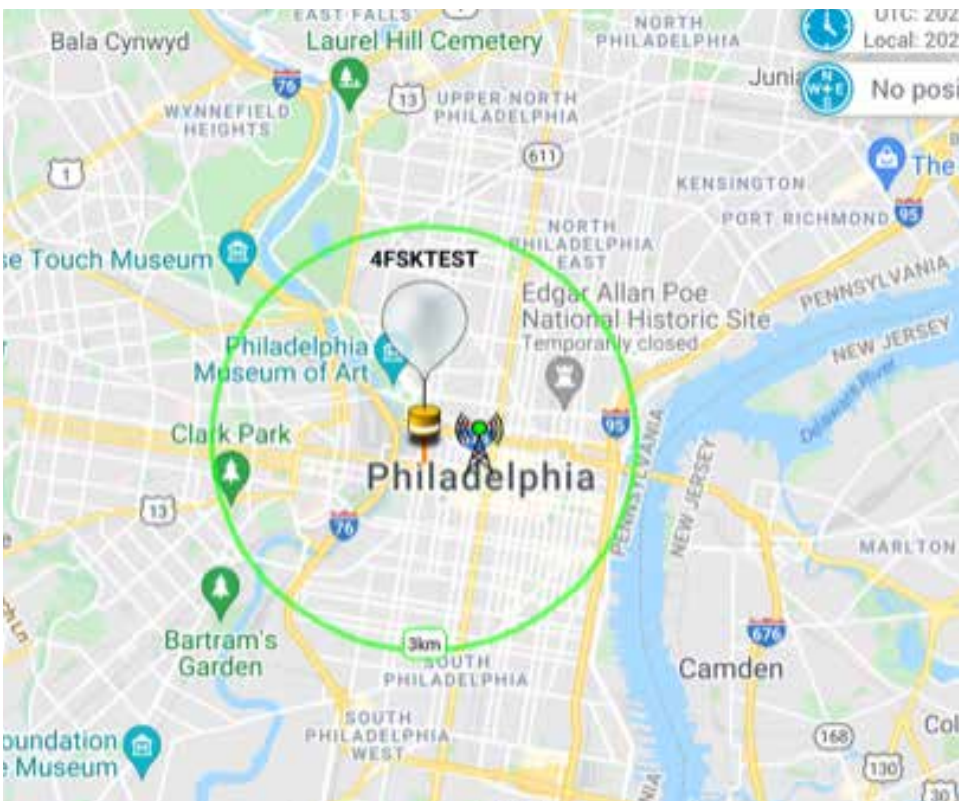 EAST FALLS
Bala Cynwyd
Laurel Hill Cemetery
NORTH
PHILADELPHIA
UTC: 202
Local: 202
76
13
UPPER NORTH
PHILADELPHIA
Junia
N
W E
S
No posi
WYNNEFIELD
HEIGHTS
1
611
The
KENSINGTON
PORT RICHMOND
95
NORTH
PHILADELPHIA
EAST
se Touch Museum
4FSKTEST
PENNSYLVANIA
NEW JERSEY
Edgar Allan Poe
National Historic Site
Temporarily closed
Philadelphia
Museum of Art
Delaware River
95
Clark Park
Philadelphia
PENNSYLVANIA
NEW JERSEY
13
76
MARLTON
ch Ln
Bartram's
Garden
3km
676
SOUTH
PHILADELPHIA
Camden
SOUTH
PHILADELPHIA
WEST
oundation
e Museum
168
Col
130
30
NIA